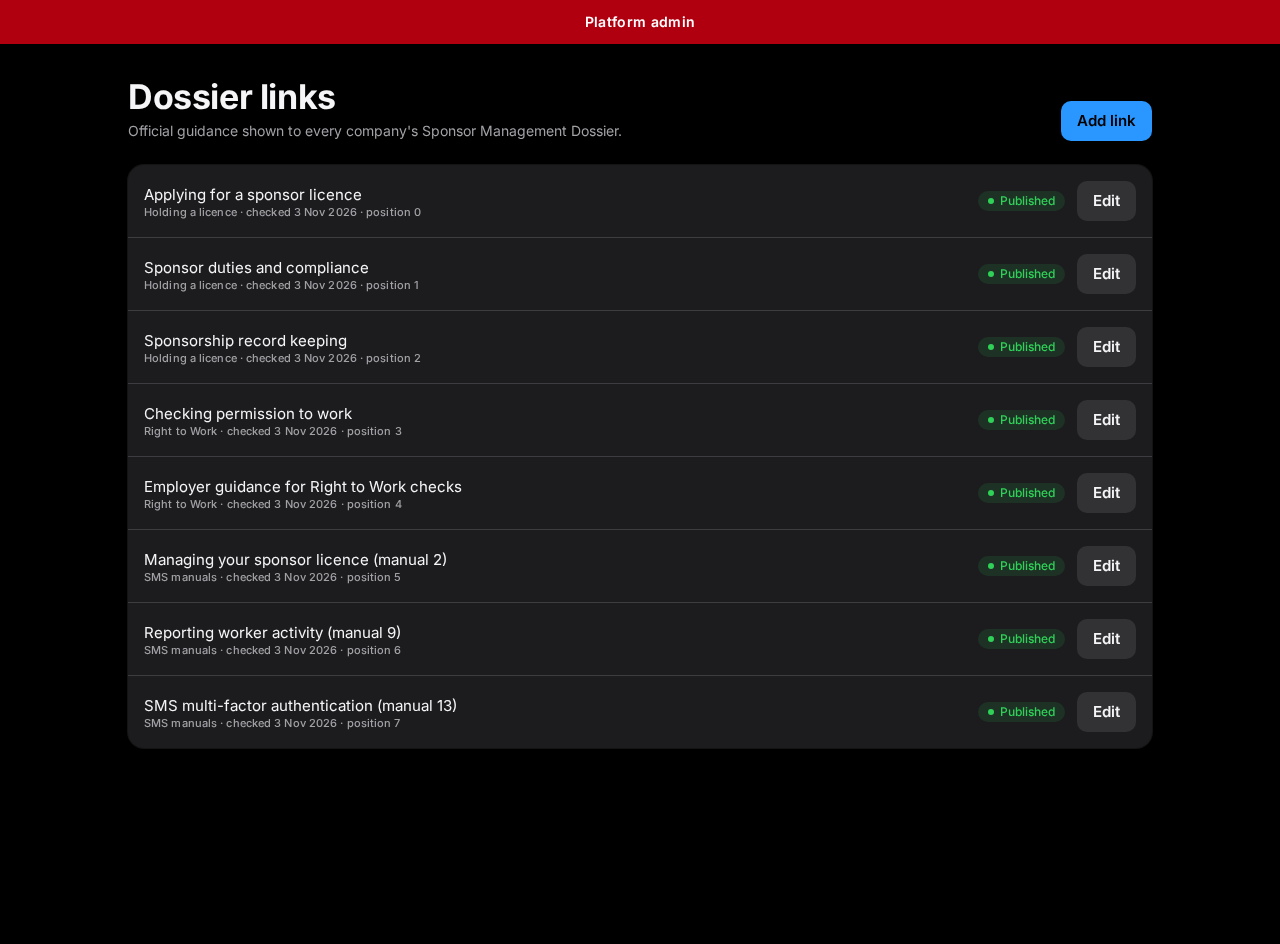 Platform admin
Dossier links
Official guidance shown to every company's Sponsor Management Dossier.
Add link
Applying for a sponsor licence
Holding a licence · checked 3 Nov 2026 · position 0
Published
Edit
Sponsor duties and compliance
Holding a licence · checked 3 Nov 2026 · position 1
Published
Edit
Sponsorship record keeping
Holding a licence · checked 3 Nov 2026 · position 2
Published
Edit
Checking permission to work
Right to Work · checked 3 Nov 2026 · position 3
Published
Edit
Employer guidance for Right to Work checks
Right to Work · checked 3 Nov 2026 · position 4
Published
Edit
Managing your sponsor licence (manual 2)
SMS manuals · checked 3 Nov 2026 · position 5
Published
Edit
Reporting worker activity (manual 9)
SMS manuals · checked 3 Nov 2026 · position 6
Published
Edit
SMS multi-factor authentication (manual 13)
SMS manuals · checked 3 Nov 2026 · position 7
Published
Edit